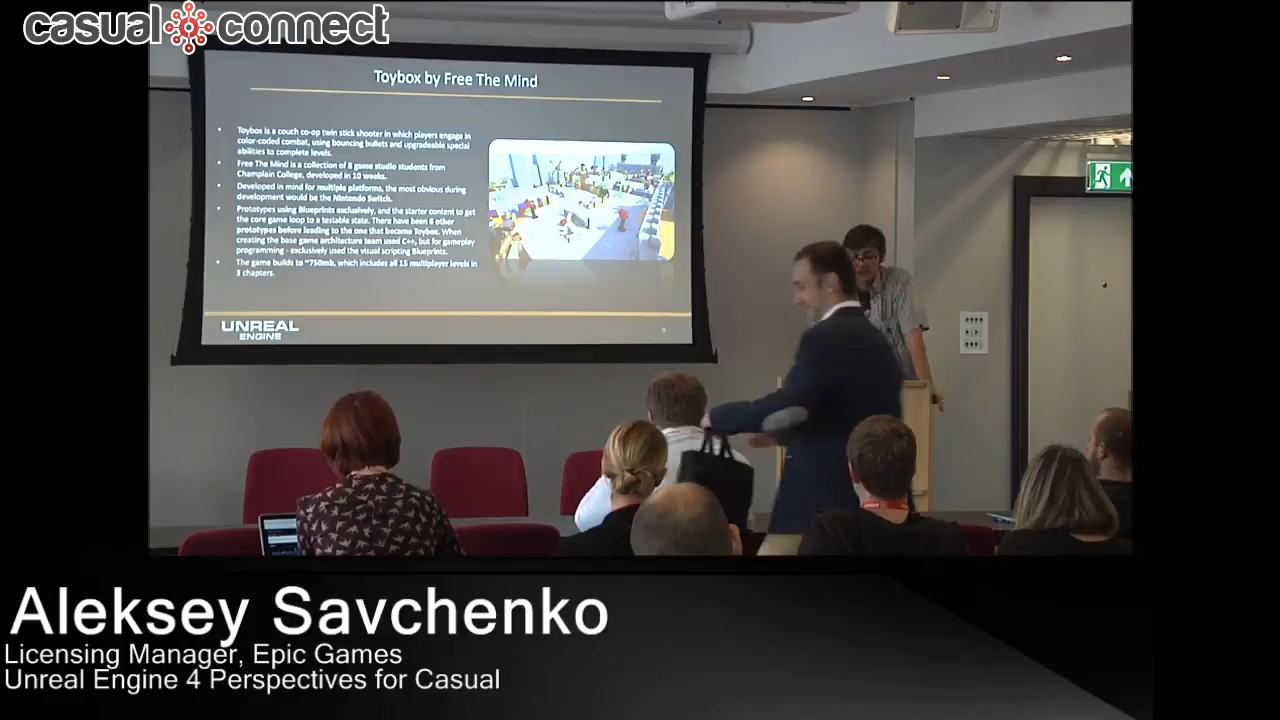 casual connect
Toybox by Free The Mind
Toybox is a couch co-op twin stick shooter in which players engage in
color-coded combat, using bouncing bullets and upgradeable special
abilities to complete levels.
Free The Mind is a collection of 8 game studio students from
Champlain College, developed in 10 weeks.
Developed in mind for multiple platforms, the most obvious during
development would be the Nintendo Switch.
Prototypes using Blueprints exclusively, and the starter content to get
the core game loop to a testable state. There have been 6 other
prototypes before leading to the one that became Toybox. When
creating the base game architecture team used C++, but for gameplay
programming - exclusively used the visual scripting Blueprints.
The game builds to ~750mb, which includes all 15 multiplayer levels in
3 chapters.
UNREAL
ENGINE
Aleksey Savchenko
Licensing Manager, Epic Games
Unreal Engine 4 Perspectives for Casual